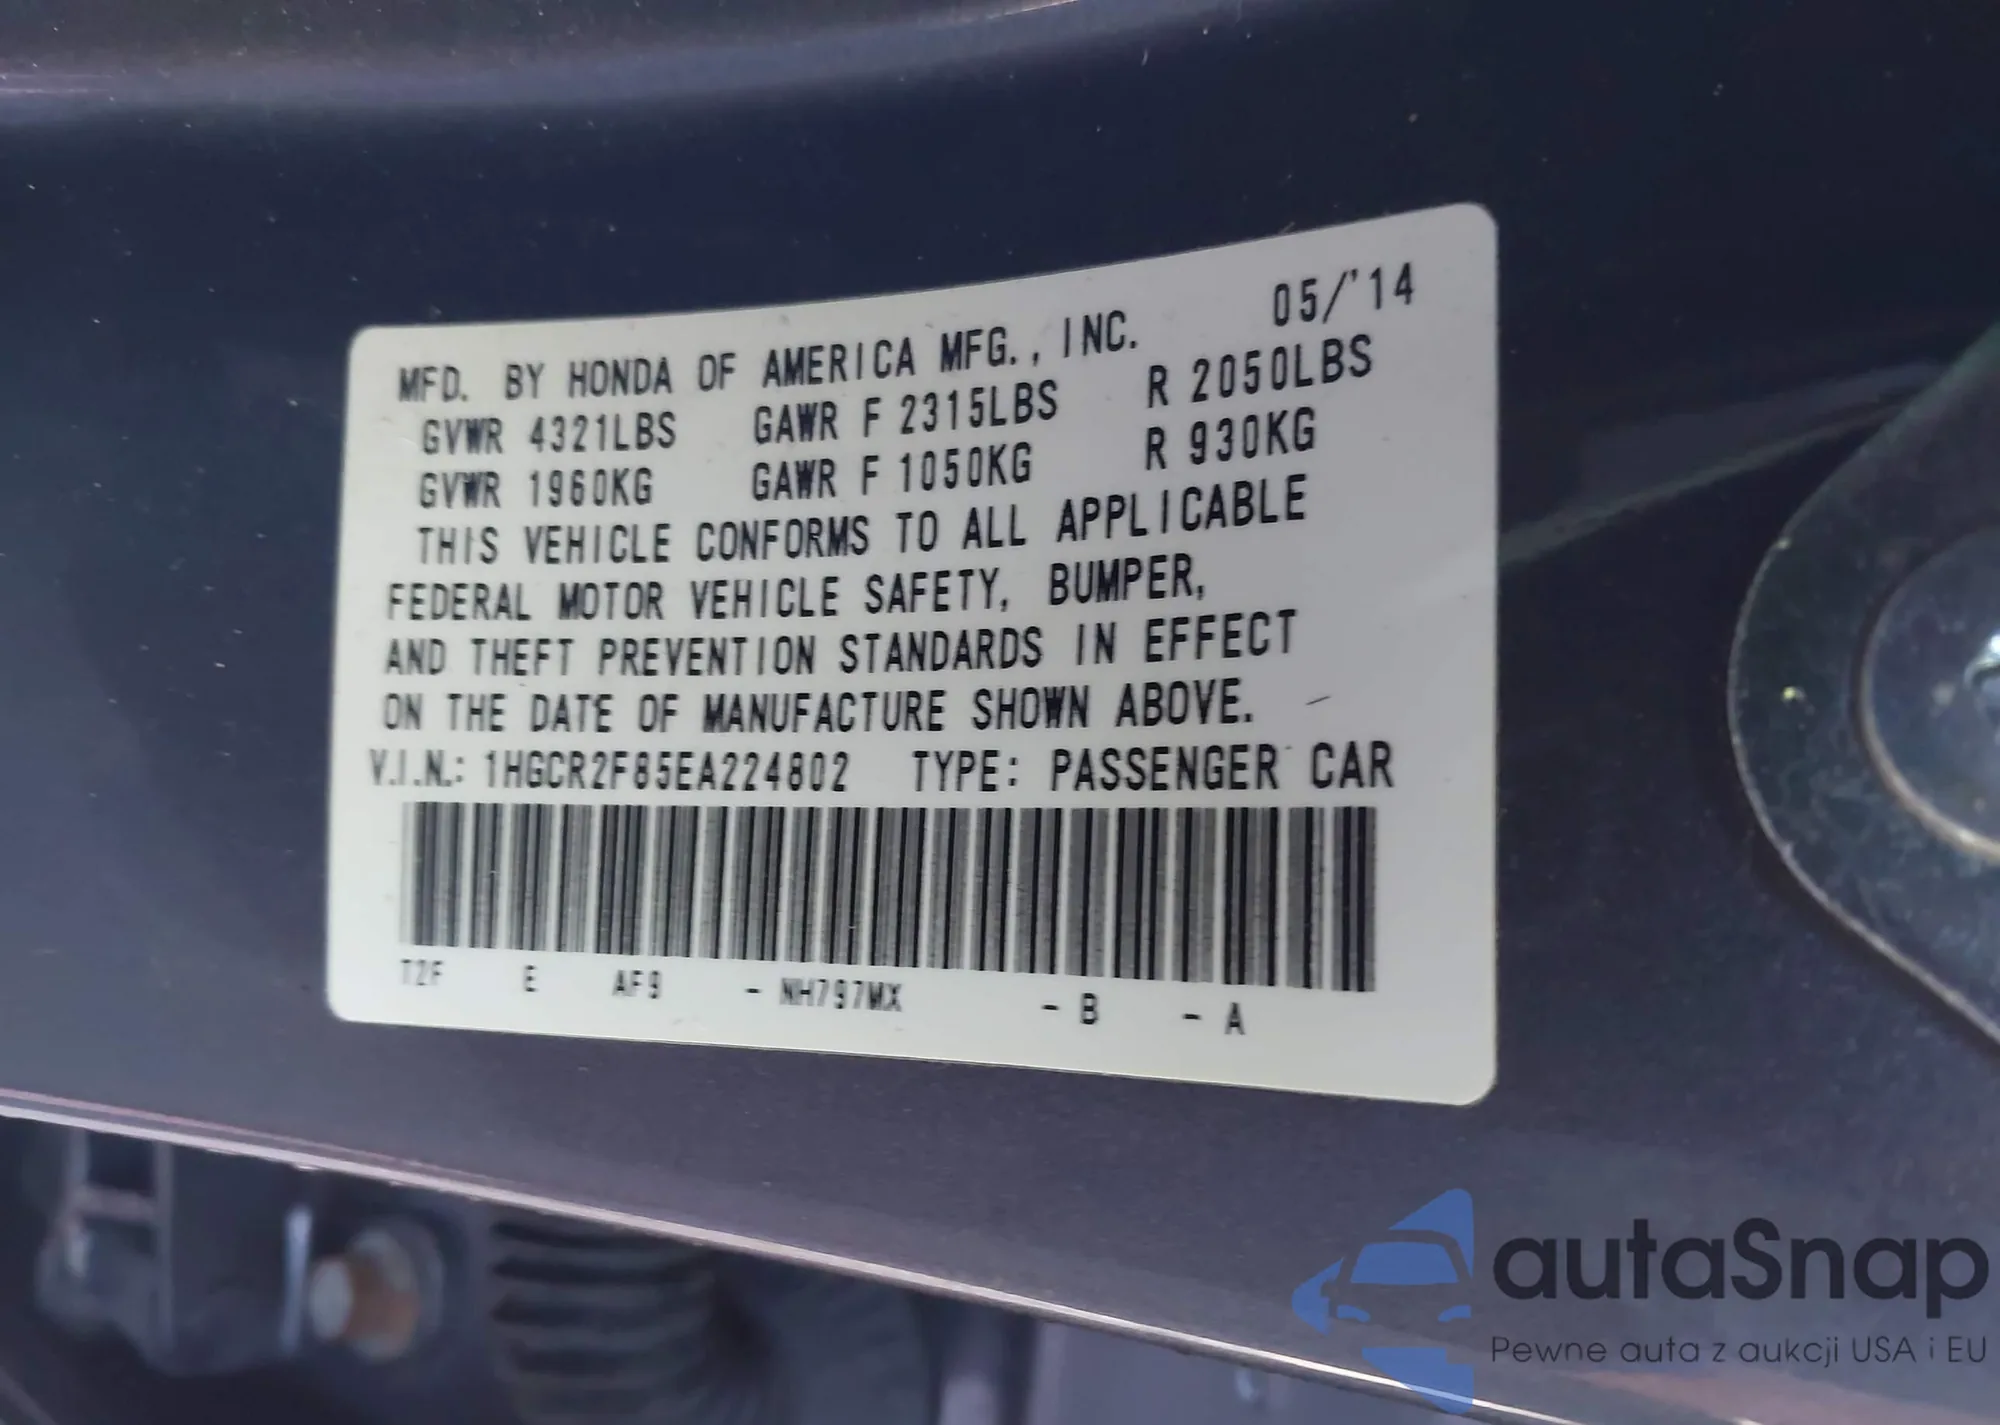 MFD. BY HONDA OF AMERICA MFG., INC. 05/'14
GVWR 4321LBS GAWR F 2315LBS R 2050LBS
GVWR 1960KG GAWR F 1050KG R 930KG
THIS VEHICLE CONFORMS TO ALL APPLICABLE
FEDERAL MOTOR VEHICLE SAFETY, BUMPER,
AND THEFT PREVENTION STANDARDS IN EFFECT
ON THE DATE OF MANUFACTURE SHOWN ABOVE.
V.I.N.: 1HGCR2F85EA224802 TYPE: PASSENGER CAR
T2F E AF9 - NH797MX - B - A
autaSnap
Pewne auta z aukcji USA i EU